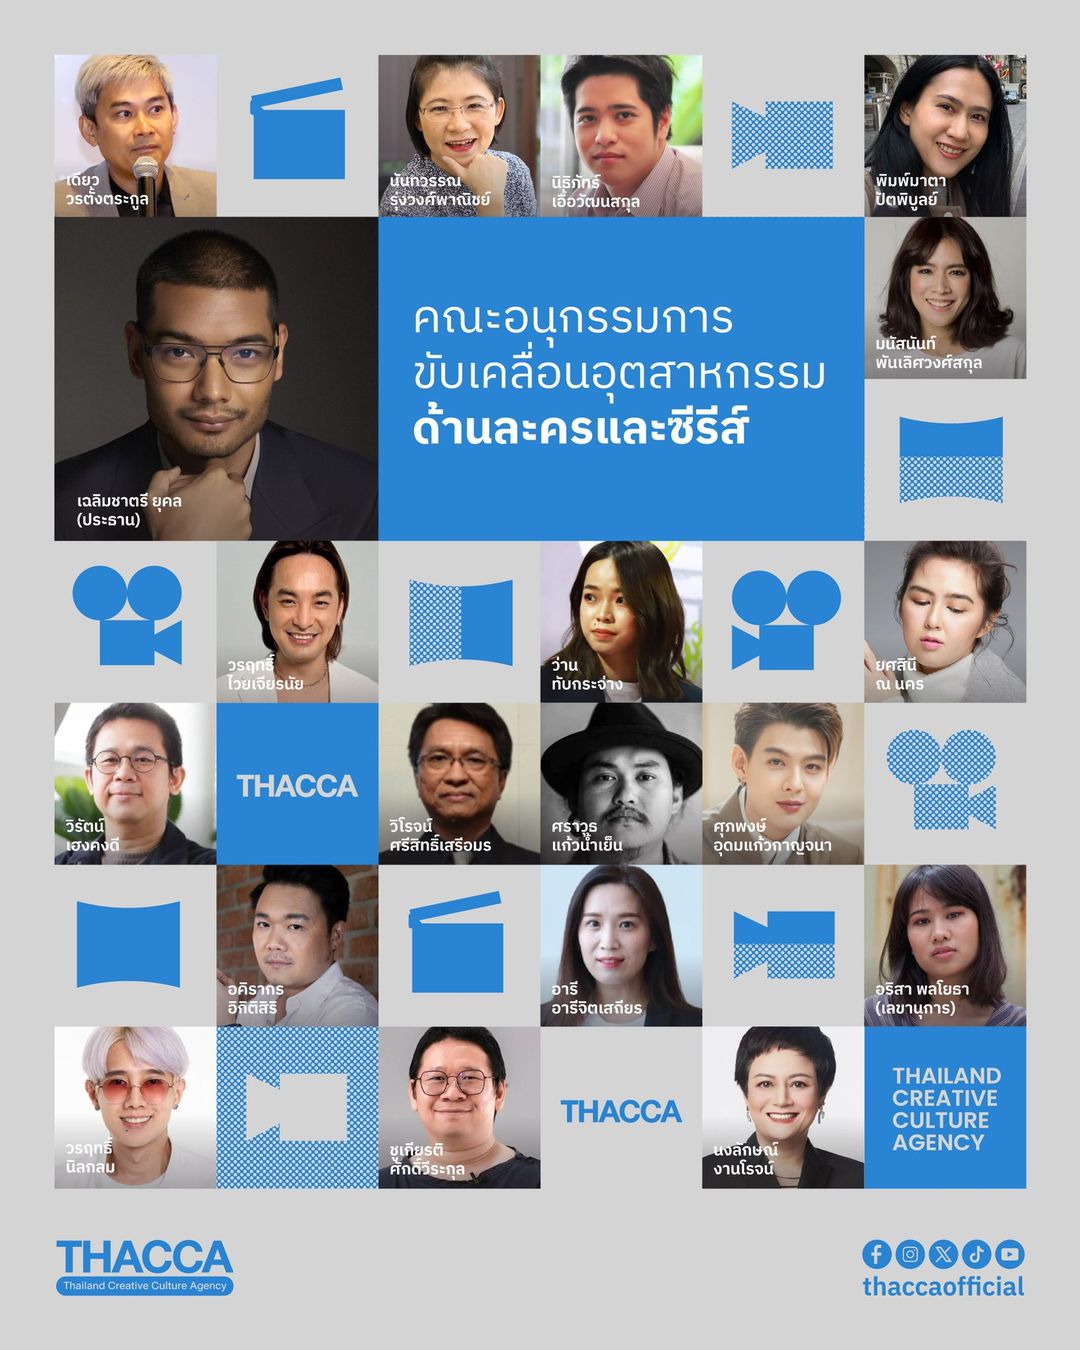 เดียว
วรตั้งตระกูล
นันทวรรณ
รุ่งวงศ์พาณิชย์
นิธิภัทร์
เอื้อวัฒนสกุล
พิมพ์มาตา
ปัตพิบูลย์
คณะอนุกรรมการ
ขับเคลื่อนอุตสาหกรรม
ด้านละครและซีรีส์
มนัสนันท์
พันเลิศวงศ์สกุล
เฉลิมชาตรี ยุคล
(ประธาน)
วรฤทธิ์
ไวยเจียรนัย
ว่าน
ทับกระจ่าง
ยศสินี
ณ นคร
วิรัตน์
เฮงคงดี
THACCA
วิโรจน์
ศรีสิทธิ์เสรีอมร
ศราวุธ
แก้วน้ำเย็น
ศุภพงษ์
อุดมแก้วกาญจนา
อคิรากร
อิกิติสิริ
อารี
อารีจิตเสถียร
อริสา พลโยธา
(เลขานุการ)
วรฤทธิ์
นิลกลม
ชูเกียรติ
ศักดิ์วีระกุล
THACCA
นงลักษณ์
งานโรจน์
THAILAND
CREATIVE
CULTURE
AGENCY
THACCA
Thailand Creative Culture Agency
thaccaofficial